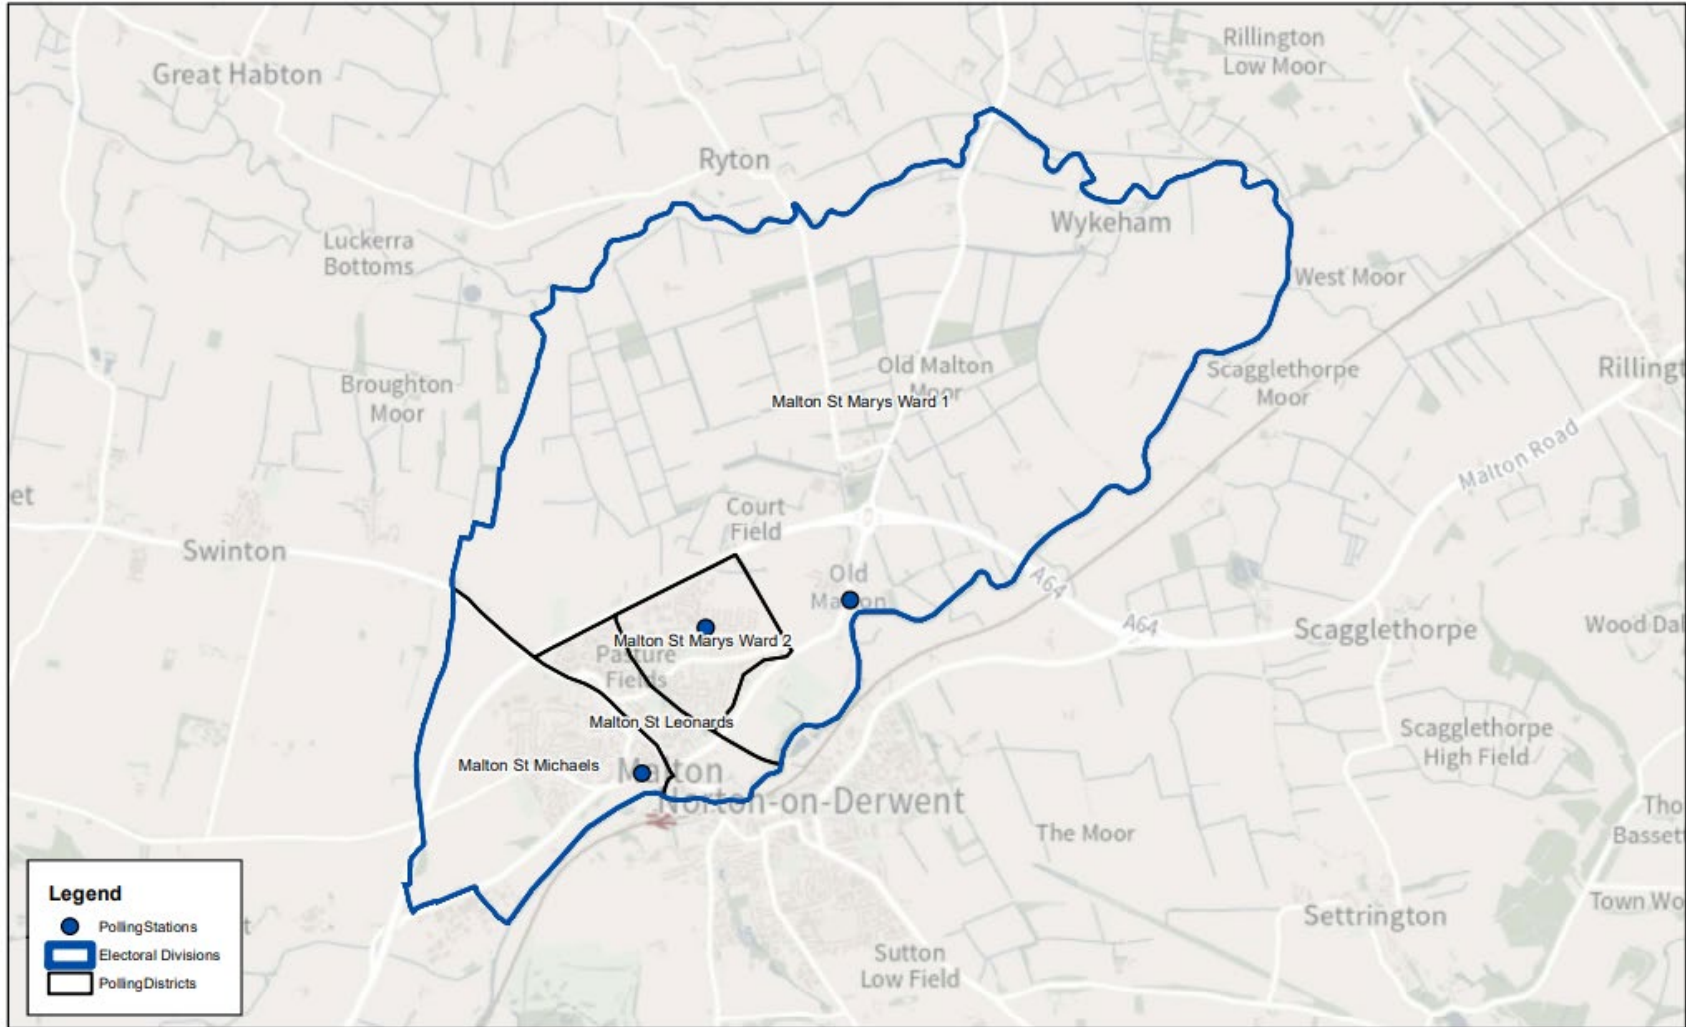 Rillington
Low Moor
Great Habton
Ryton
Wykeham
Luckerra
Bottoms
West Moor
Old Malton
Moor
Scagglethorpe
Moor
Rillingt
Broughton
Moor
Malton St Marys Ward 1
Malton Road
et
Court
Field
Swinton
Old
Malton
A64
A64
Scagglethorpe
Wood Dal
Malton St Marys Ward 2
Pasture
Fields
Malton St Leonards
Scagglethorpe
High Field
Malton St Michaels
Malton
Norton-on-Derwent
The Moor
Tho
Basset
Legend
PollingStations
Electoral Divisions
PollingDistricts
t
Settrington
Town Wo
Sutton
Low Field